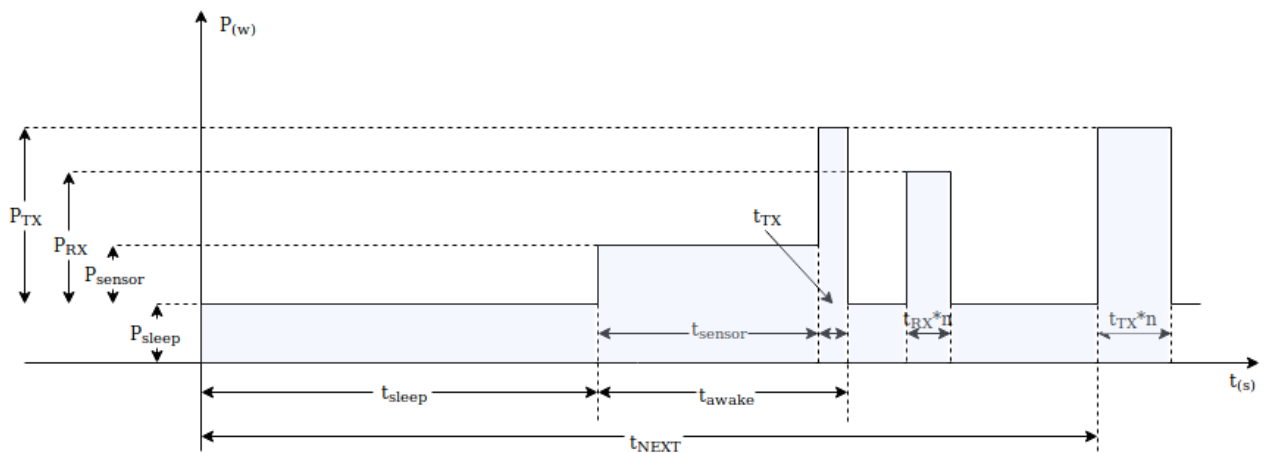 P(w)
PTX
tTX
PRX
Psensor
Psleep
tsensor
tRX*n
tTX*n
t(s)
tsleep
tawake
tNEXT